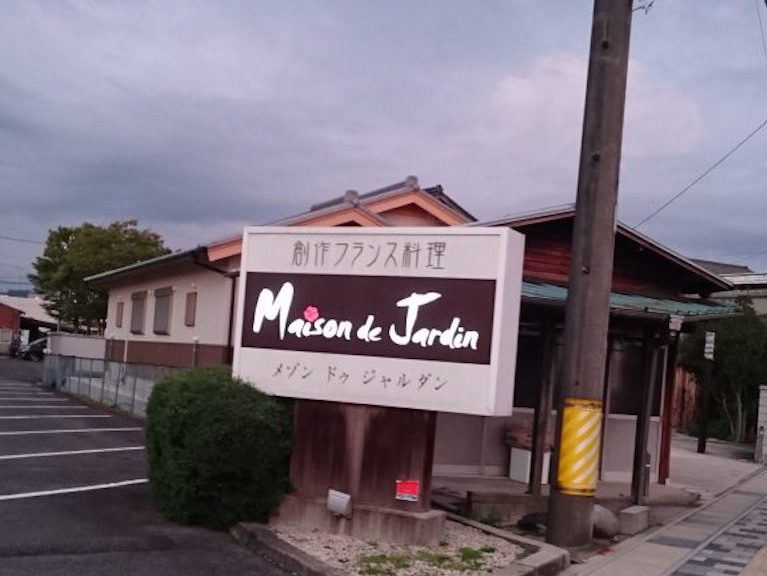 創作フランス料理
Maison de Jardin
メゾン ドゥ ジャルダン